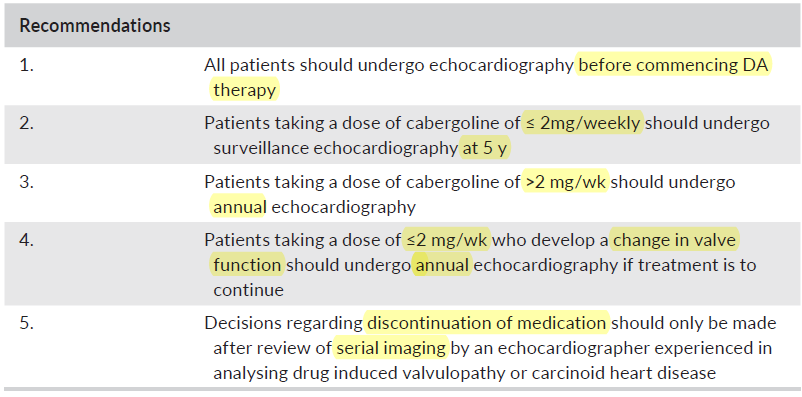 Recommendations
1. All patients should undergo echocardiography before commencing DA
therapy
2. Patients taking a dose of cabergoline of ≤ 2mg/weekly should undergo
surveillance echocardiography at 5 y
3. Patients taking a dose of cabergoline of >2 mg/wk should undergo
annual echocardiography
4. Patients taking a dose of ≤2 mg/wk who develop a change in valve
function should undergo annual echocardiography if treatment is to
continue
5. Decisions regarding discontinuation of medication should only be made
after review of serial imaging by an echocardiographer experienced in
analysing drug induced valvulopathy or carcinoid heart disease